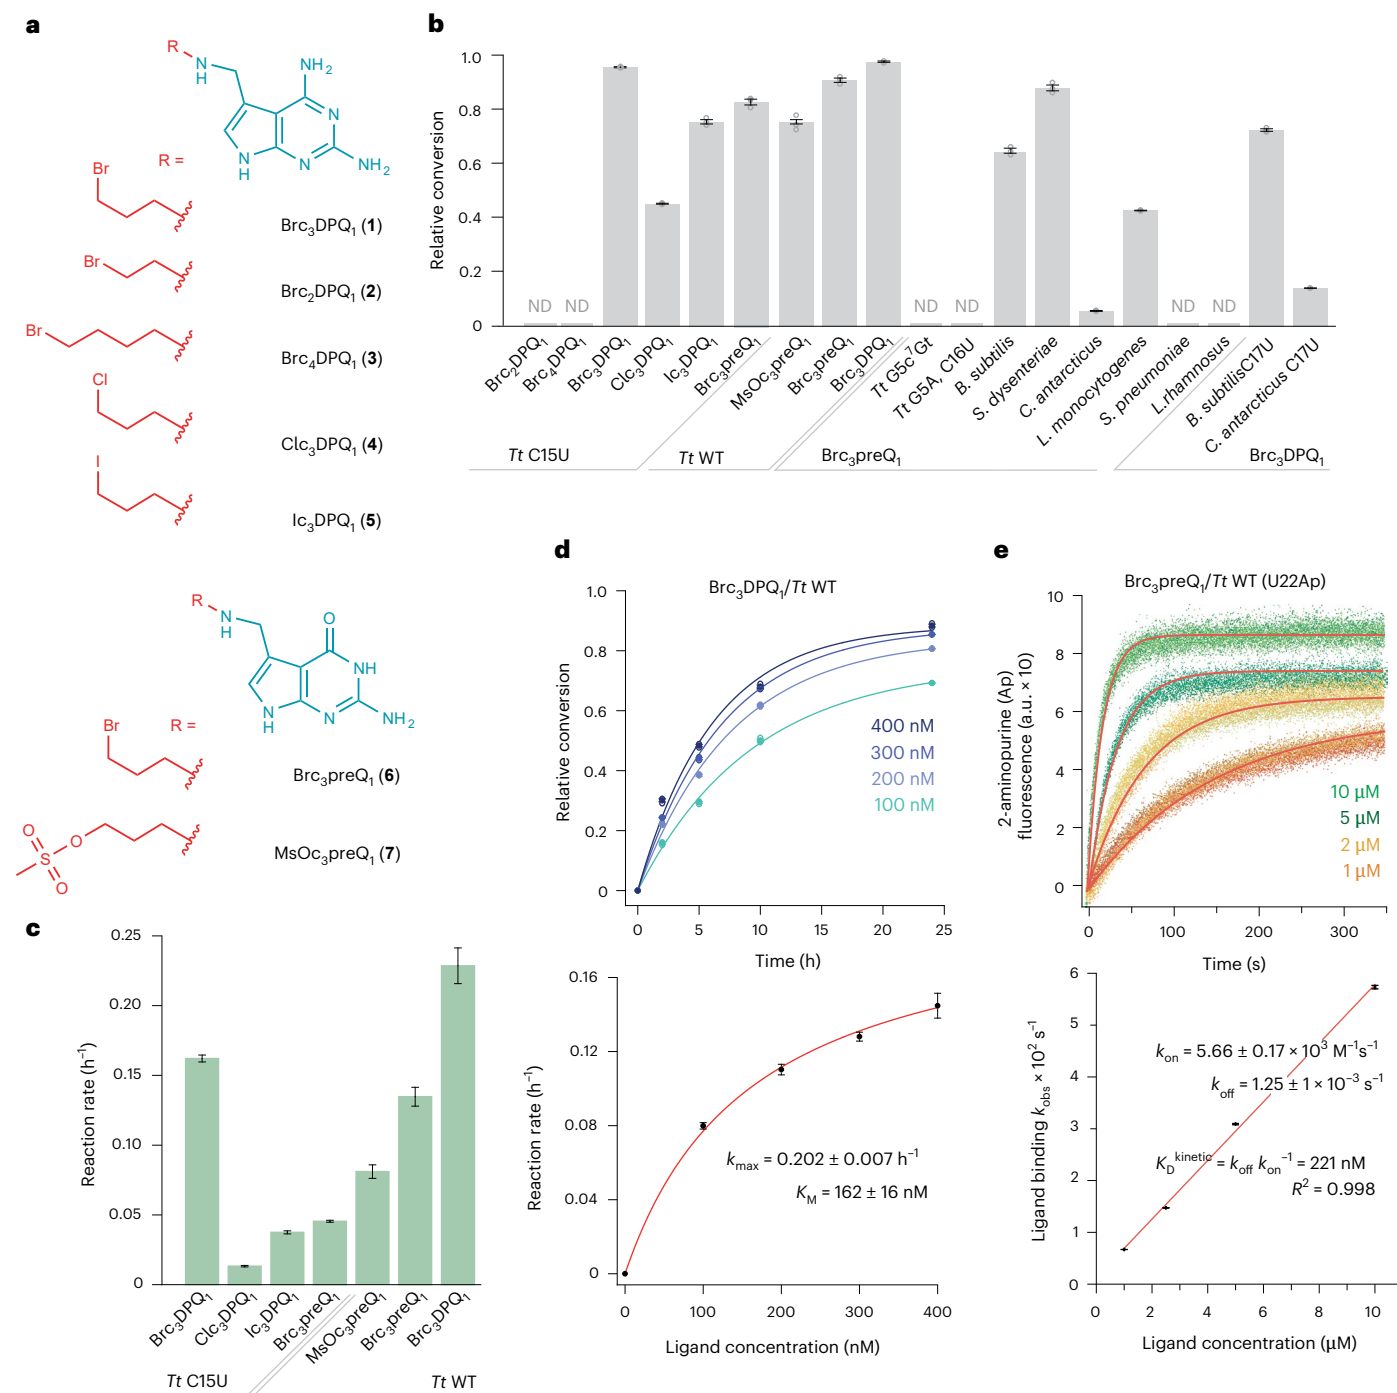 a
R
N
H
NH2
N
N
NH2
N
H
R =
Br
Brc3DPQ1 (1)
Br
Brc2DPQ1 (2)
Br
Brc4DPQ1 (3)
Cl
Clc3DPQ1 (4)
I
Ic3DPQ1 (5)
R
N
H
O
NH
N
NH2
N
H
R =
Br
Brc3preQ1 (6)
O
S
O
O
MsOc3preQ1 (7)
b
Relative conversion
1.0
0.8
0.6
0.4
0.2
0
ND
ND
ND
ND
ND
ND
Brc2DPQ1
Brc4DPQ1
Brc3DPQ1
Clc3DPQ1
Ic3DPQ1
Brc3preQ1
MsOc3preQ1
Brc3preQ1
Brc3DPQ1
Tt G5c7Gt
Tt G5A, C16U
B. subtilis
S. dysenteriae
C. antarcticus
L. monocytogenes
S. pneumoniae
L.rhamnosus
B. subtilisC17U
C. antarcticus C17U
Tt C15U
Tt WT
Brc3preQ1
Brc3DPQ1
c
Reaction rate (h−1)
0.25
0.20
0.15
0.10
0.05
0
Brc3DPQ1
Clc3DPQ1
Ic3DPQ1
Brc3preQ1
MsOc3preQ1
Brc3preQ1
Brc3DPQ1
Tt C15U
Tt WT
d
Brc3DPQ1/Tt WT
Relative conversion
1.0
0.8
0.6
0.4
0.2
0
400 nM
300 nM
200 nM
100 nM
0 5 10 15 20 25
Time (h)
Reaction rate (h−1)
0.16
0.12
0.08
0.04
0
kmax = 0.202 ± 0.007 h−1
KM = 162 ± 16 nM
0 100 200 300 400
Ligand concentration (nM)
e
Brc3preQ1/Tt WT (U22Ap)
2-aminopurine (Ap)
fluorescence (a.u. × 10)
10
8
6
4
2
0
10 µM
5 µM
2 µM
1 µM
0 100 200 300
Time (s)
Ligand binding kobs × 10² s−1
6
5
4
3
2
1
0
kon = 5.66 ± 0.17 × 10³ M−1s−1
koff = 1.25 ± 1 × 10−3 s−1
KDkinetic = koff kon−1 = 221 nM
R² = 0.998
0 2 4 6 8 10
Ligand concentration (µM)